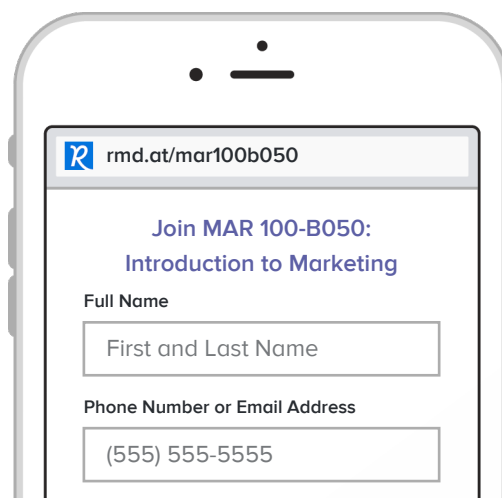 rmd.at/mar100b050
Join MAR 100-B050:
Introduction to Marketing
Full Name
First and Last Name
Phone Number or Email Address
(555) 555-5555